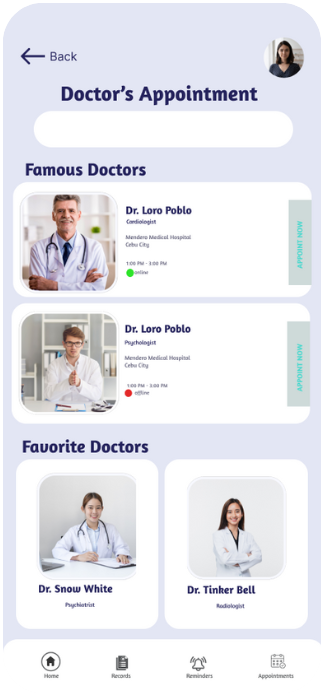 Back
Doctor's Appointment
Famous Doctors
Dr. Loro Poblo
Cardiologist
Mendero Medical Hospital
Cebu City
1:00 PM - 3:00 PM
online
APPOINT NOW
Dr. Loro Poblo
Psychologist
Mendero Medical Hospital
Cebu City
1:00 PM - 3:00 PM
offline
APPOINT NOW
Favorite Doctors
Dr. Snow White
Psychiatrist
Dr. Tinker Bell
Radiologist
Home
Records
Reminders
Appointments